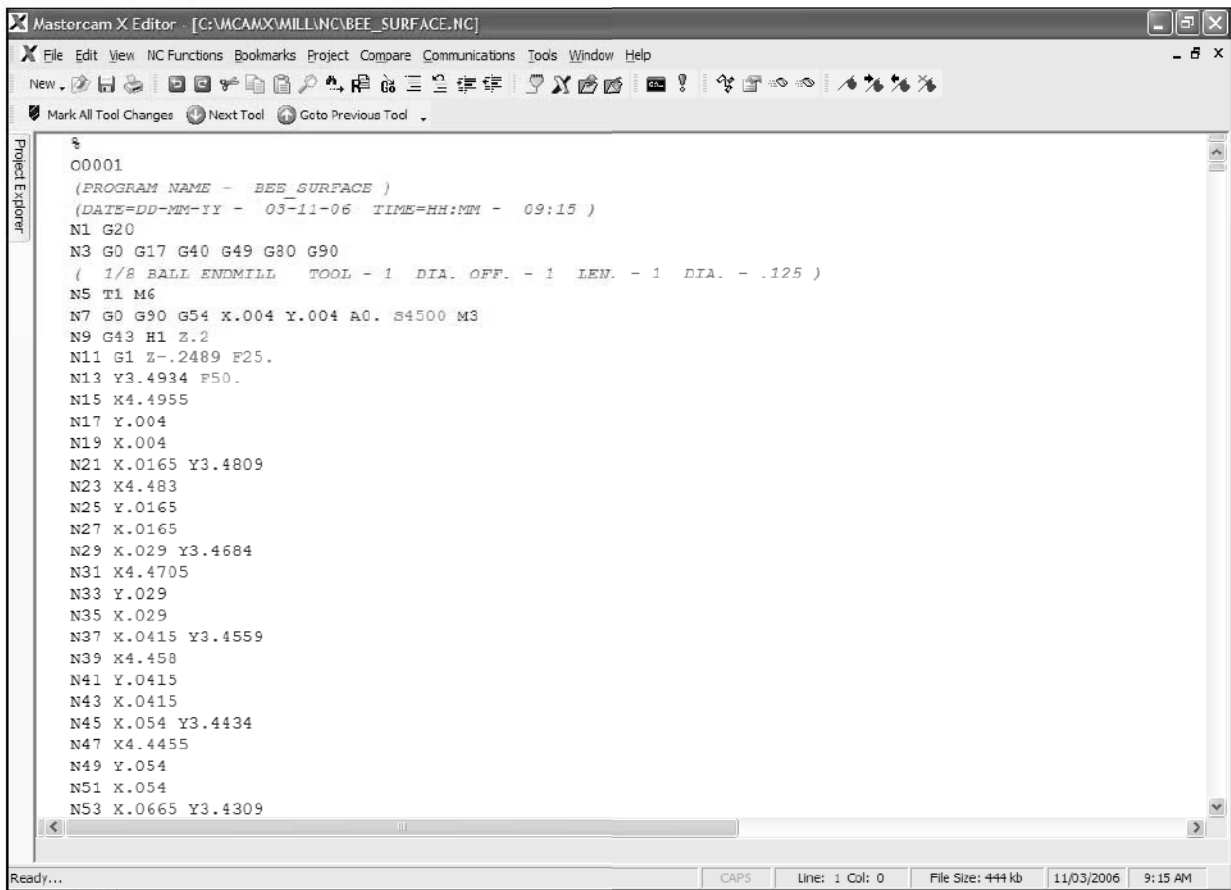 Mastercam X Editor - [C:\MCAMX\MILL\NC\BEE_SURFACE.NC]
File Edit View NC Functions Bookmarks Project Compare Communications Tools Window Help
New
Mark All Tool Changes Next Tool Goto Previous Tool
Project Explorer
%
O0001
(PROGRAM NAME - BEE_SURFACE )
(DATE=DD-MM-YY - 03-11-06 TIME=HH:MM - 09:15 )
N1 G20
N3 G0 G17 G40 G49 G80 G90
( 1/8 BALL ENDMILL TOOL - 1 DIA. OFF. - 1 LEN. - 1 DIA. - .125 )
N5 T1 M6
N7 G0 G90 G54 X.004 Y.004 A0. S4500 M3
N9 G43 H1 Z.2
N11 G1 Z-.2489 F25.
N13 Y3.4934 F50.
N15 X4.4955
N17 Y.004
N19 X.004
N21 X.0165 Y3.4809
N23 X4.483
N25 Y.0165
N27 X.0165
N29 X.029 Y3.4684
N31 X4.4705
N33 Y.029
N35 X.029
N37 X.0415 Y3.4559
N39 X4.458
N41 Y.0415
N43 X.0415
N45 X.054 Y3.4434
N47 X4.4455
N49 Y.054
N51 X.054
N53 X.0665 Y3.4309
Ready... CAPS Line: 1 Col: 0 File Size: 444 kb 11/03/2006 9:15 AM